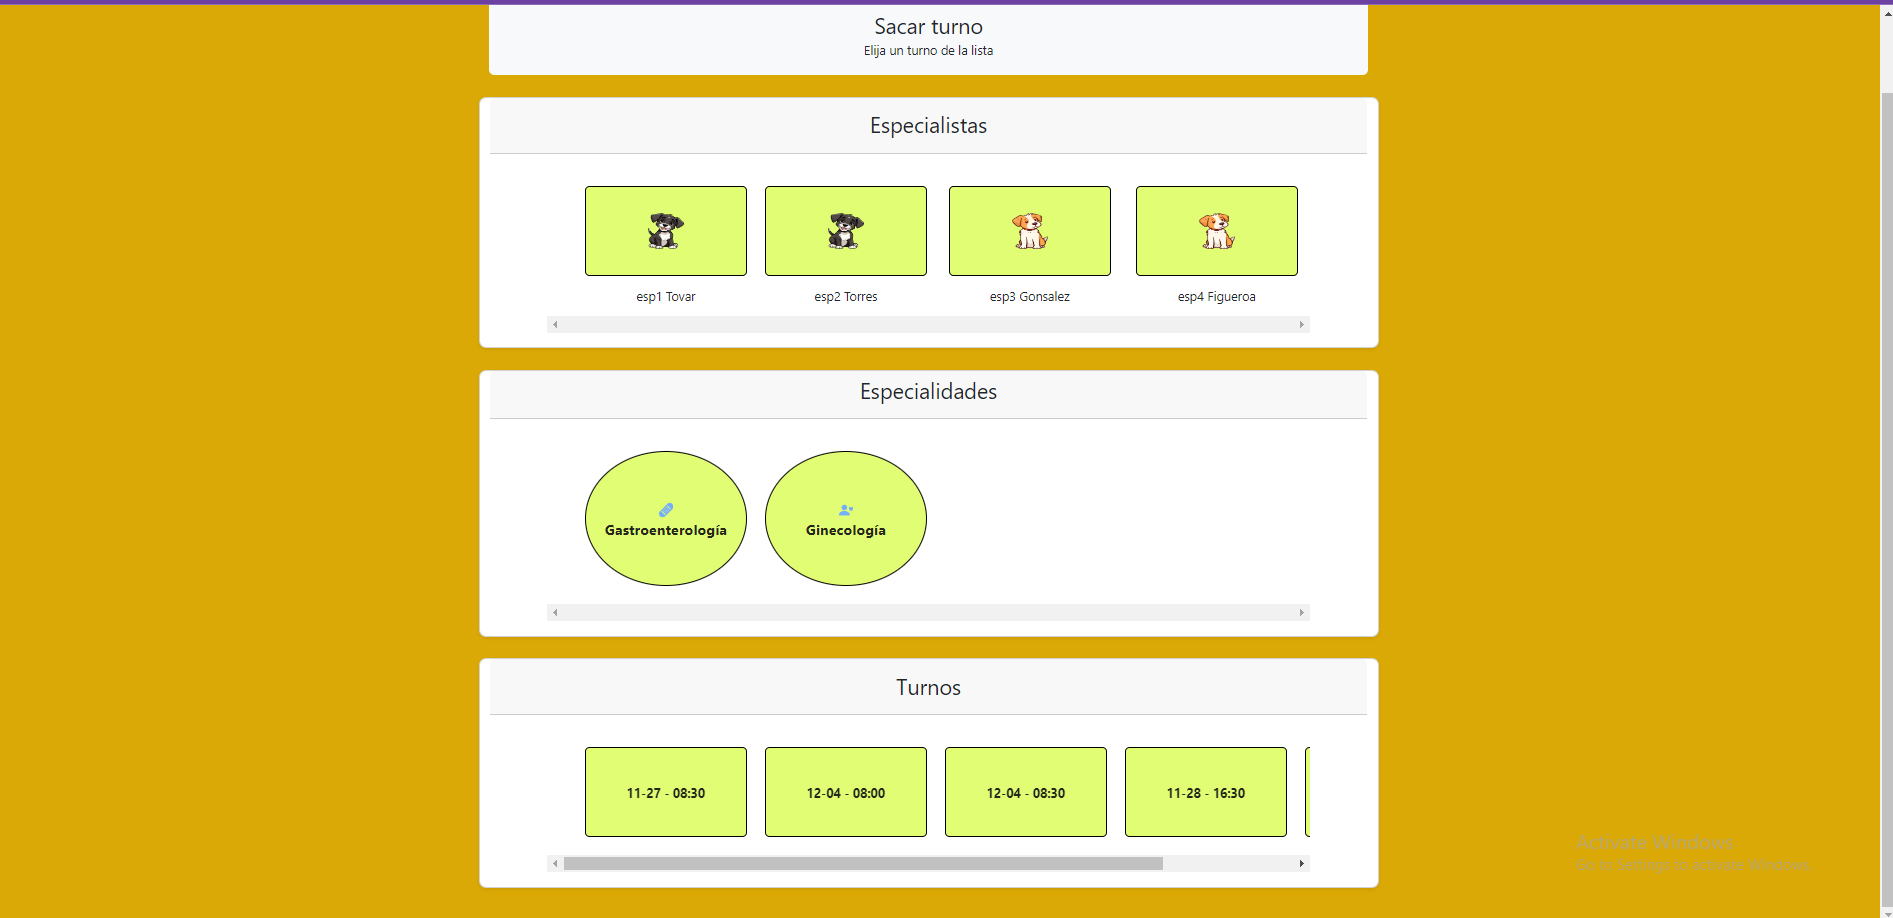 Sacar turno
Elija un turno de la lista
Especialistas
esp1 Tovar
esp2 Torres
esp3 Gonsalez
esp4 Figueroa
Especialidades
Gastroenterología
Ginecología
Turnos
11-27 - 08:30
12-04 - 08:00
12-04 - 08:30
11-28 - 16:30
Activate Windows
Go to Settings to activate Windows.